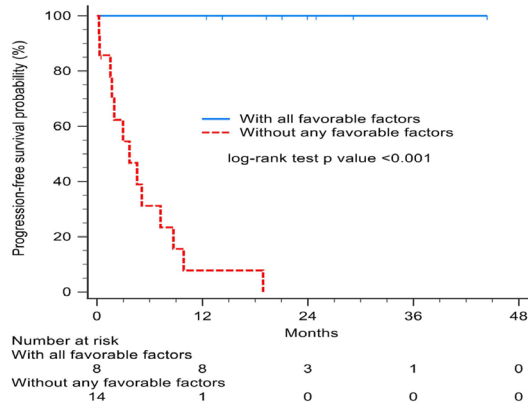 Progression-free survival probability (%)
100
80
60
40
20
0
With all favorable factors
Without any favorable factors
log-rank test p value <0.001
0 12 24 36 48
Months
Number at risk
With all favorable factors
8 8 3 1 0
Without any favorable factors
14 1 0 0 0